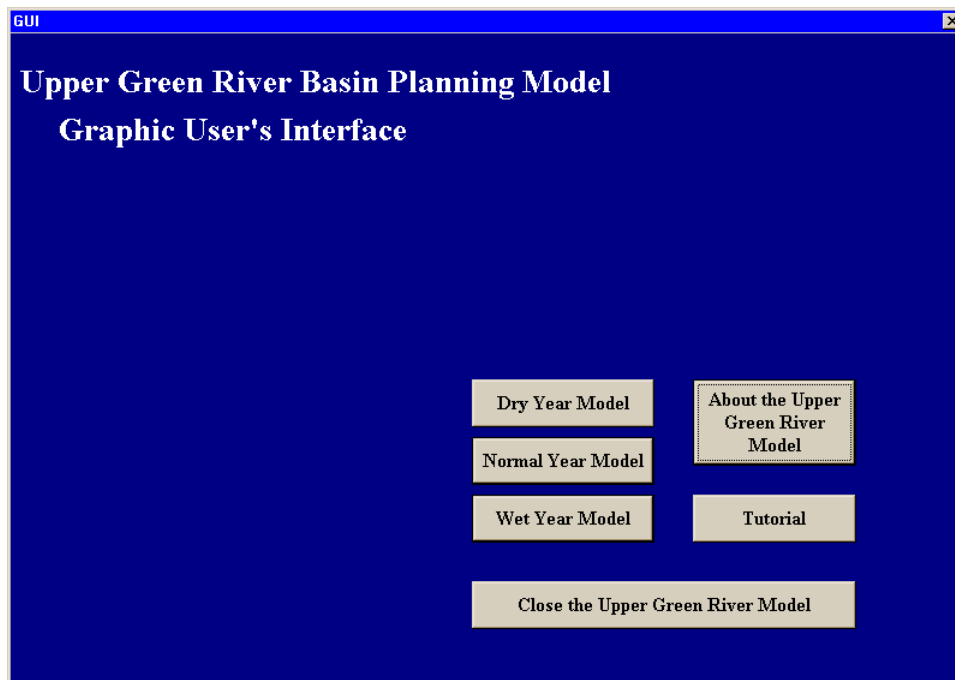 GUI
Upper Green River Basin Planning Model
Graphic User's Interface
Dry Year Model
About the Upper
Green River
Model
Normal Year Model
Wet Year Model
Tutorial
Close the Upper Green River Model